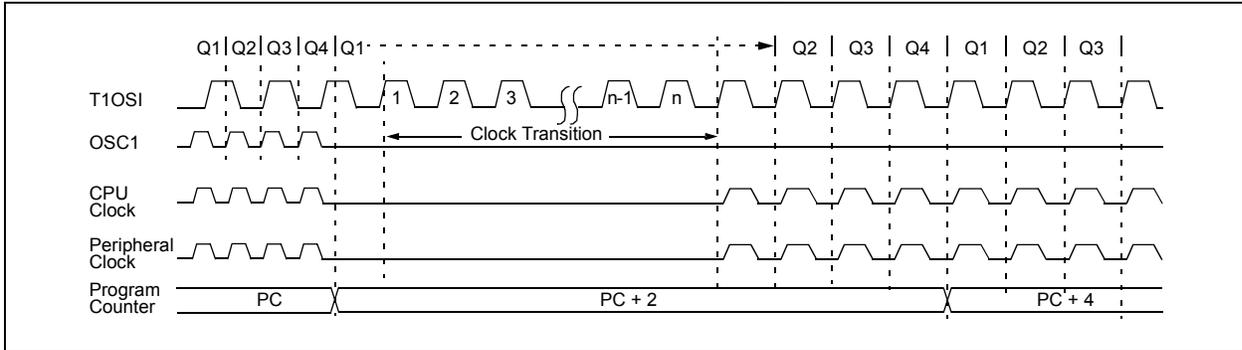 Q1 Q2 Q3 Q4 Q1 Q2 Q3 Q4 Q1 Q2 Q3
T1OSI 1 2 3 n-1 n
Clock Transition
OSC1
CPU
Clock
Peripheral
Clock
Program
Counter
PC PC + 2 PC + 4